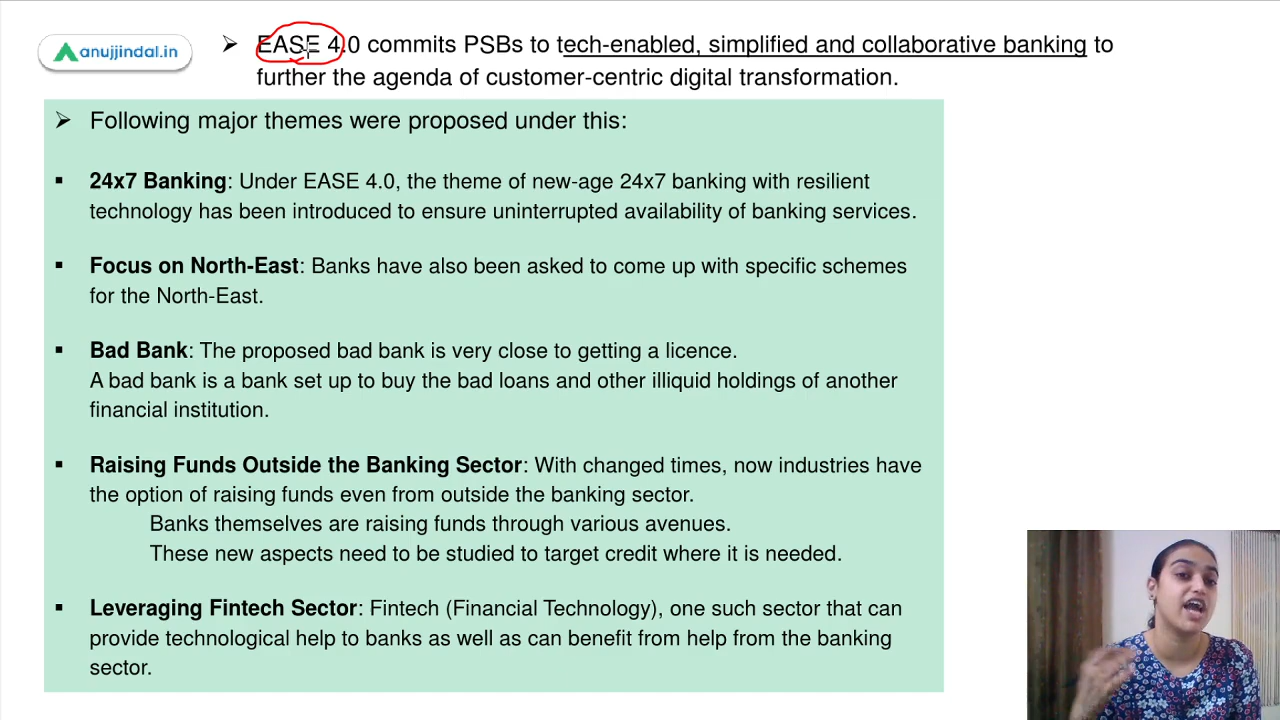 anujjindal.in
➢ EASE 4.0 commits PSBs to tech-enabled, simplified and collaborative banking to
further the agenda of customer-centric digital transformation.
➢ Following major themes were proposed under this:
▪ 24x7 Banking: Under EASE 4.0, the theme of new-age 24x7 banking with resilient
technology has been introduced to ensure uninterrupted availability of banking services.
▪ Focus on North-East: Banks have also been asked to come up with specific schemes
for the North-East.
▪ Bad Bank: The proposed bad bank is very close to getting a licence.
A bad bank is a bank set up to buy the bad loans and other illiquid holdings of another
financial institution.
▪ Raising Funds Outside the Banking Sector: With changed times, now industries have
the option of raising funds even from outside the banking sector.
Banks themselves are raising funds through various avenues.
These new aspects need to be studied to target credit where it is needed.
▪ Leveraging Fintech Sector: Fintech (Financial Technology), one such sector that can
provide technological help to banks as well as can benefit from help from the banking
sector.